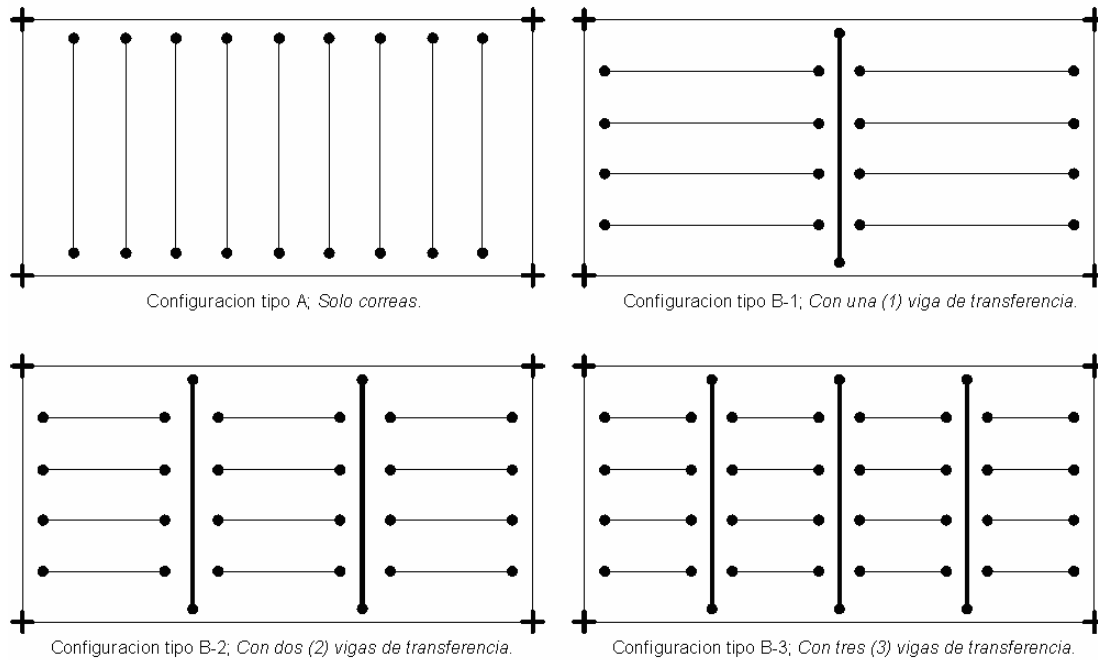 Configuracion tipo A; Solo correas.
Configuracion tipo B-1; Con una (1) viga de transferencia.
Configuracion tipo B-2; Con dos (2) vigas de transferencia.
Configuracion tipo B-3; Con tres (3) vigas de transferencia.